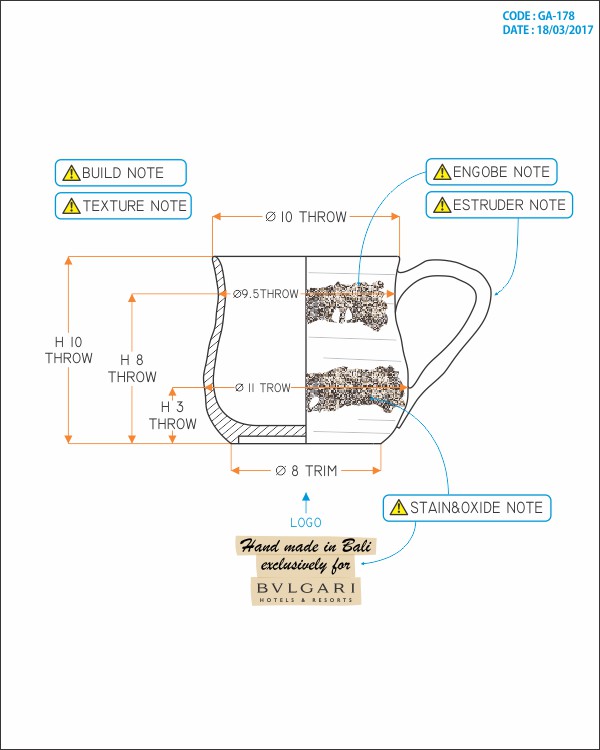 CODE : GA-178
DATE : 18/03/2017
BUILD NOTE
ENGOBE NOTE
TEXTURE NOTE
ESTRUDER NOTE
Ø 10 THROW
Ø9.5THROW
H 10
THROW
H 8
THROW
Ø 11 TROW
H 3
THROW
Ø 8 TRIM
STAIN&OXIDE NOTE
LOGO
Hand made in Bali
exclusively for
BVLGARI
HOTELS & RESORTS